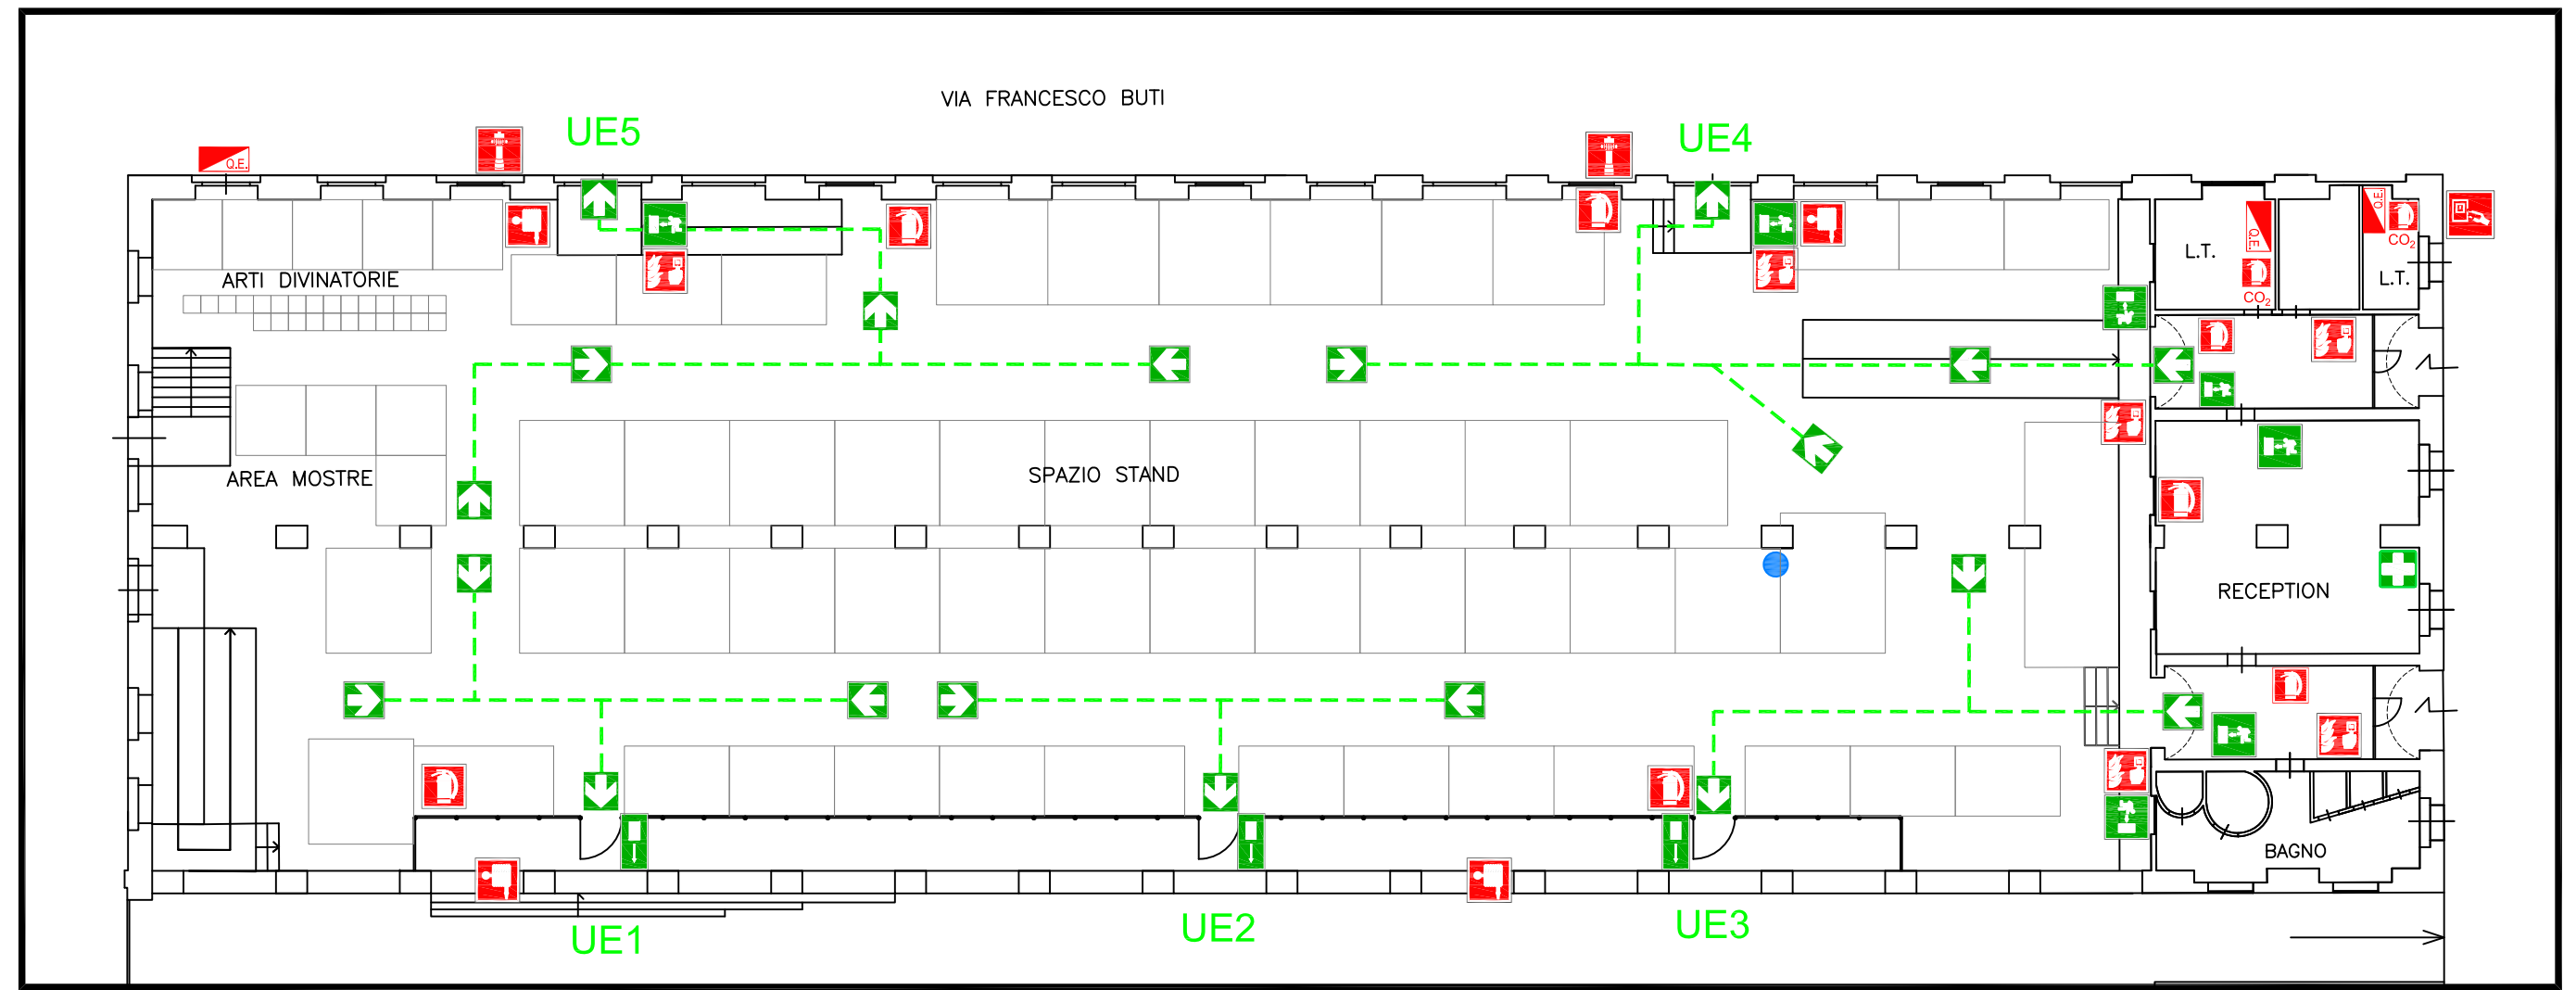 VIA FRANCESCO BUTI
UE5
UE4
Q.E.
Q.E.
Q.E.
CO2
L.T.
L.T.
CO2
ARTI DIVINATORIE
AREA MOSTRE
SPAZIO STAND
RECEPTION
BAGNO
UE1
UE2
UE3